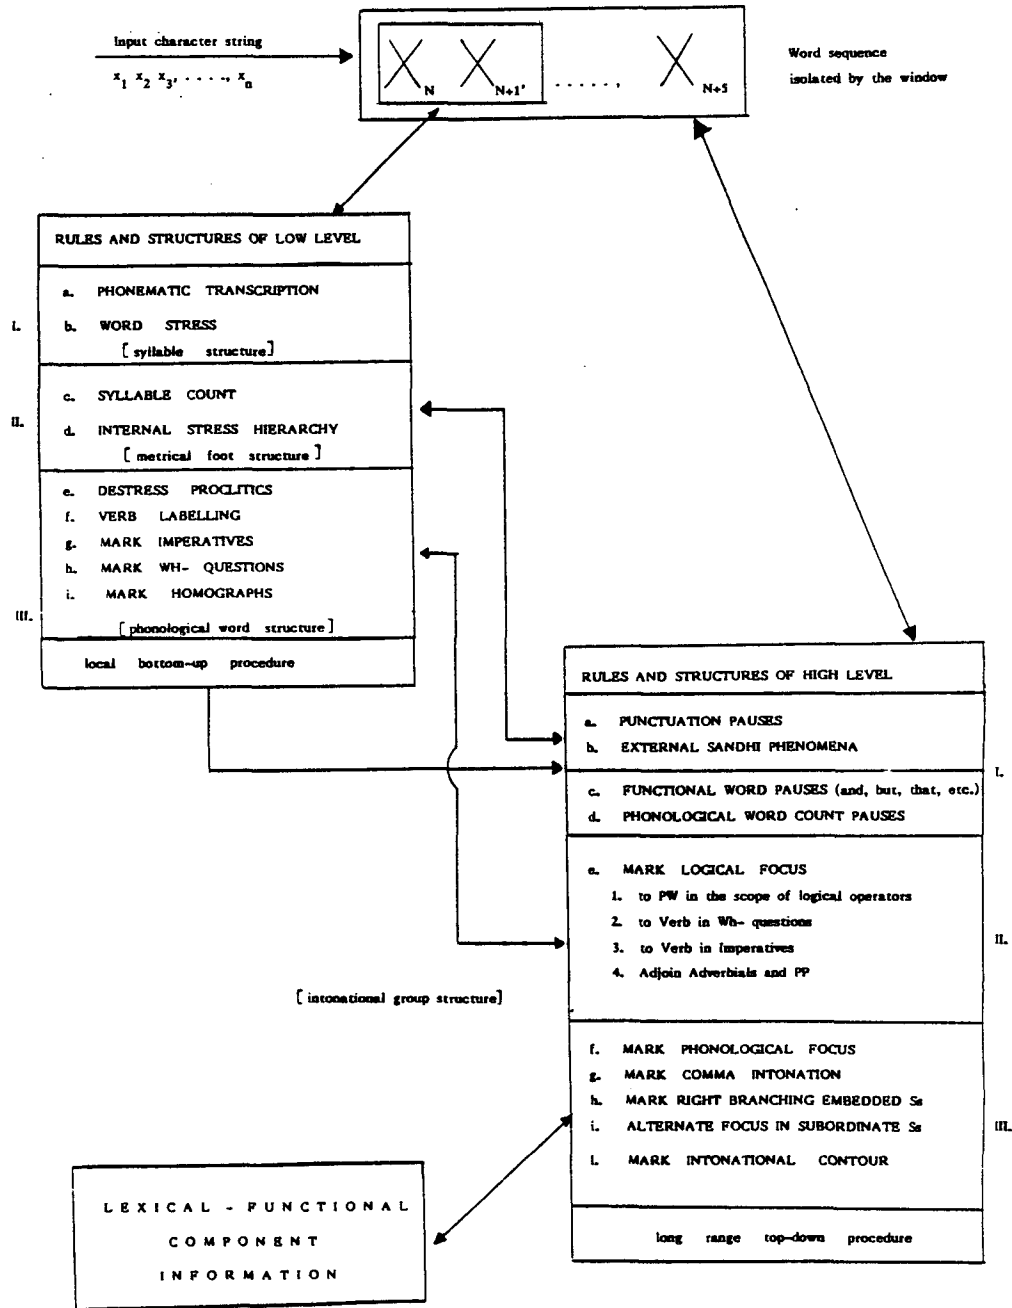 Input character string
x1 x2 x3, . . . . ., xn
N N+1' . . . . . . , N+5
Word sequence
isolated by the window
RULES AND STRUCTURES OF LOW LEVEL
I.
a. PHONEMATIC TRANSCRIPTION
b. WORD STRESS
[ syllable structure]
II.
c. SYLLABLE COUNT
d. INTERNAL STRESS HIERARCHY
[ metrical foot structure ]
III.
e. DESTRESS PROCLITICS
f. VERB LABELLING
g. MARK IMPERATIVES
h. MARK WH- QUESTIONS
i. MARK HOMOGRAPHS
[ phonological word structure ]
local bottom-up procedure
RULES AND STRUCTURES OF HIGH LEVEL
a. PUNCTUATION PAUSES
b. EXTERNAL SANDHI PHENOMENA
I.
c. FUNCTIONAL WORD PAUSES (and, but, that, etc.)
d. PHONOLOGICAL WORD COUNT PAUSES
e. MARK LOGICAL FOCUS
1. to PW in the scope of logical operators
2. to Verb in Wh- questions
3. to Verb in Imperatives
4. Adjoin Adverbials and PP
II.
[ intonational group structure]
f. MARK PHONOLOGICAL FOCUS
g. MARK COMMA INTONATION
h. MARK RIGHT BRANCHING EMBEDDED Ss
i. ALTERNATE FOCUS IN SUBORDINATE Ss
l. MARK INTONATIONAL CONTOUR
III.
long range top-down procedure
LEXICAL - FUNCTIONAL
COMPONENT
INFORMATION